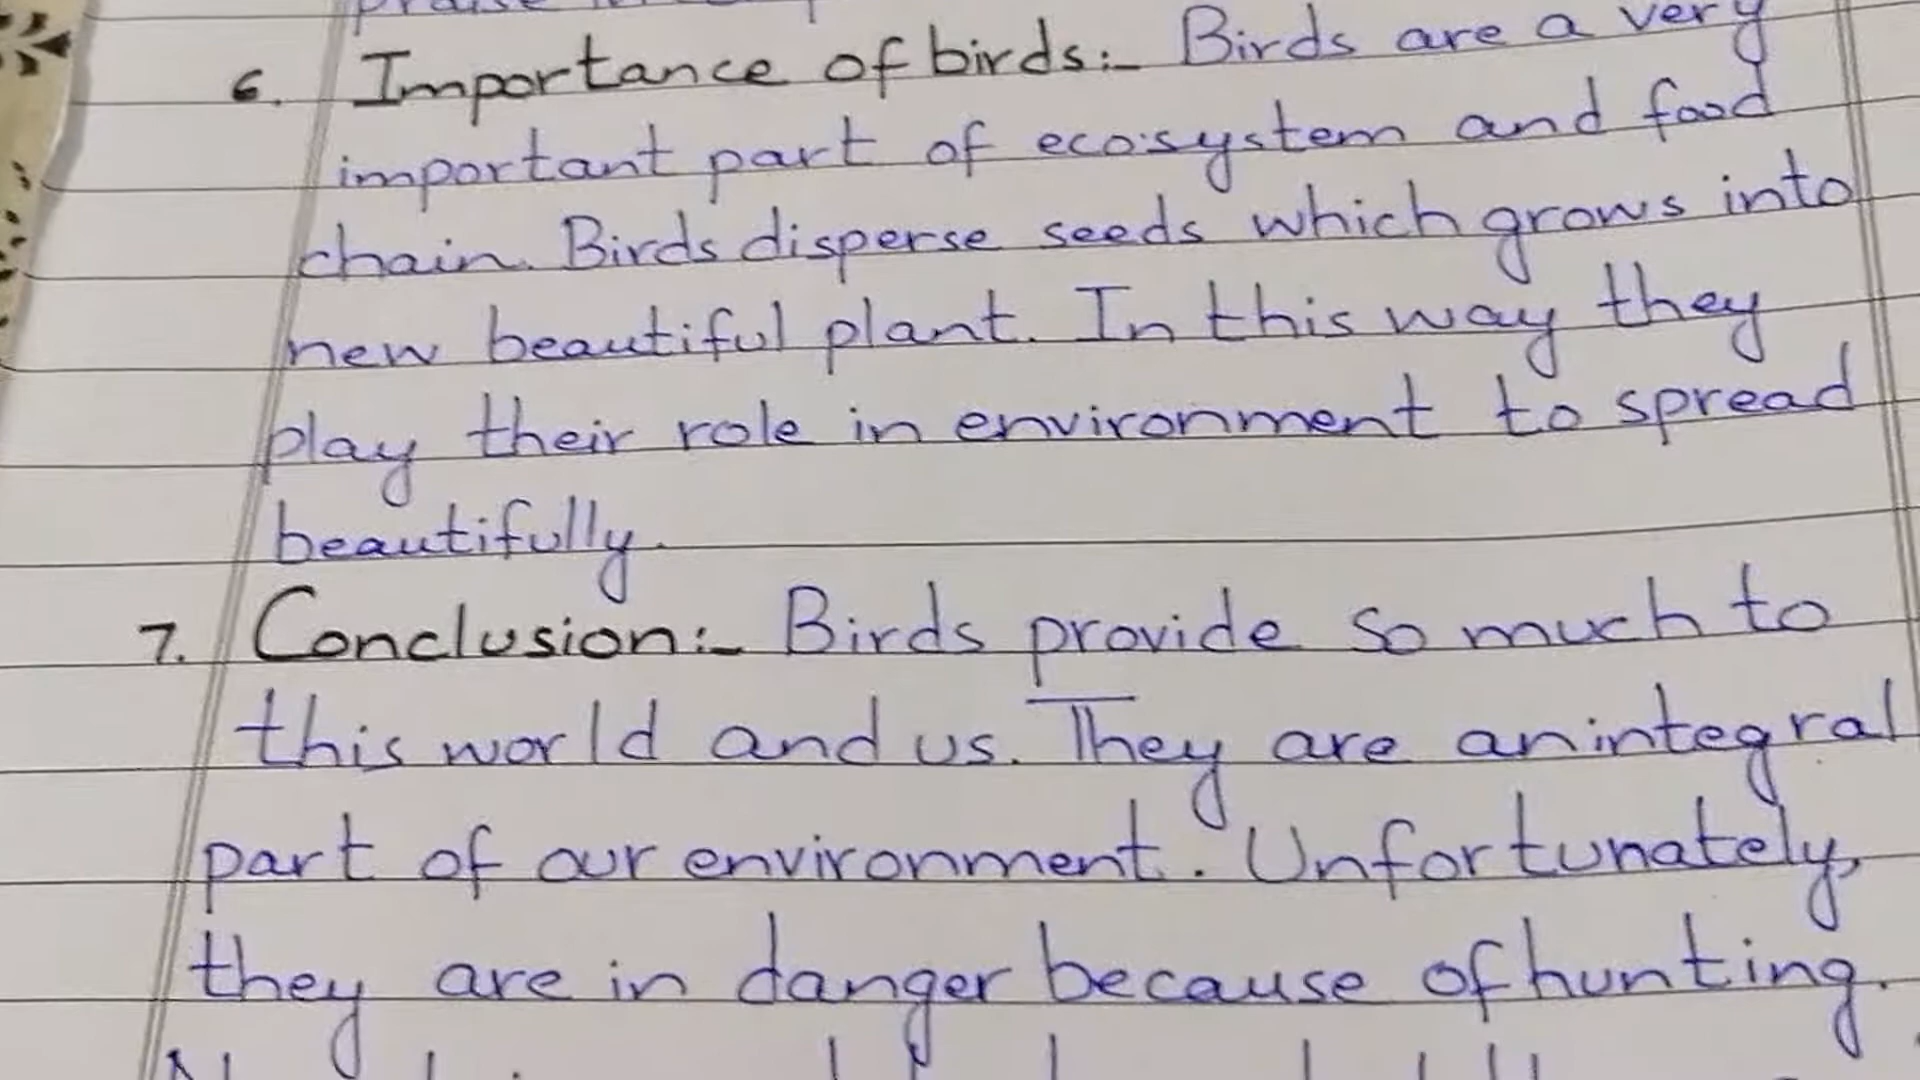 6. Importance of birds:- Birds are a very
important part of ecosystem and food
chain. Birds disperse seeds which grows into
new beautiful plant. In this way they
play their role in environment to spread
beautifully.
7. Conclusion:- Birds provide so much to
this world and us. They are an integral
part of our environment. Unfortunately,
they are in danger because of hunting.